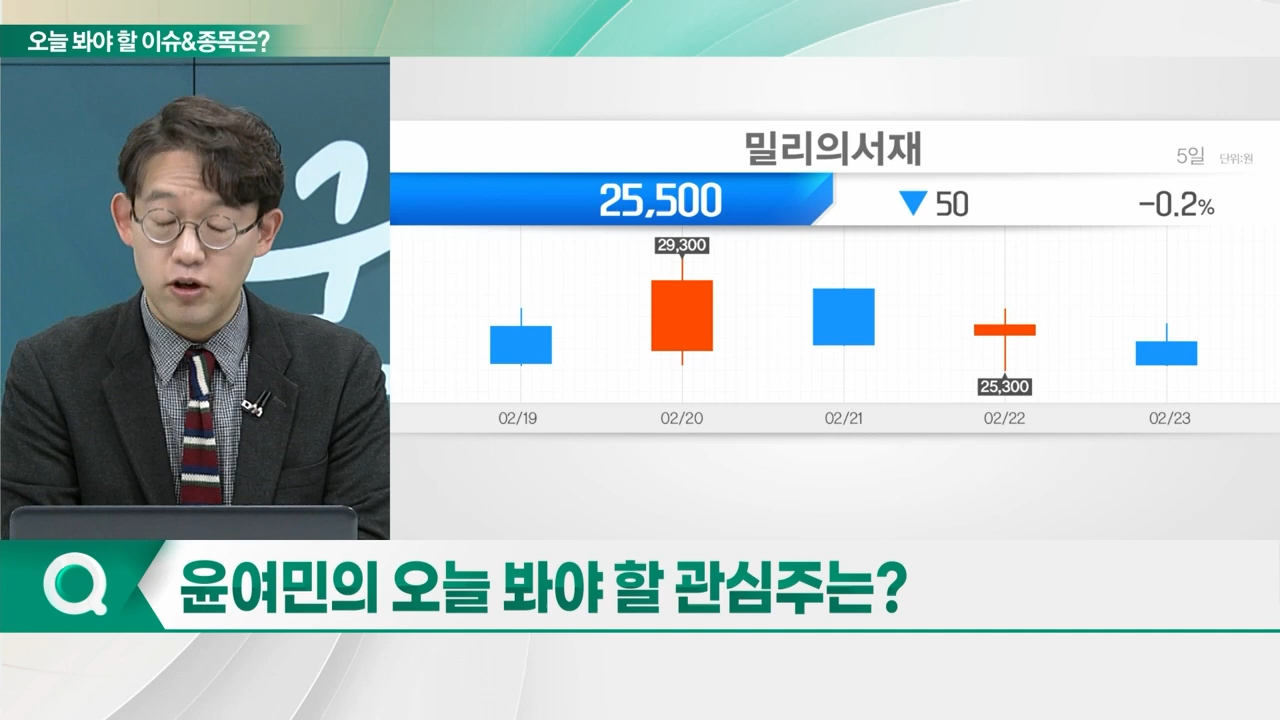 오늘 봐야 할 이슈&종목은?
밀리의서재
5일 단위:원
25,500 ▼50 -0.2%
29,300
25,300
02/19 02/20 02/21 02/22 02/23
윤여민의 오늘 봐야 할 관심주는?